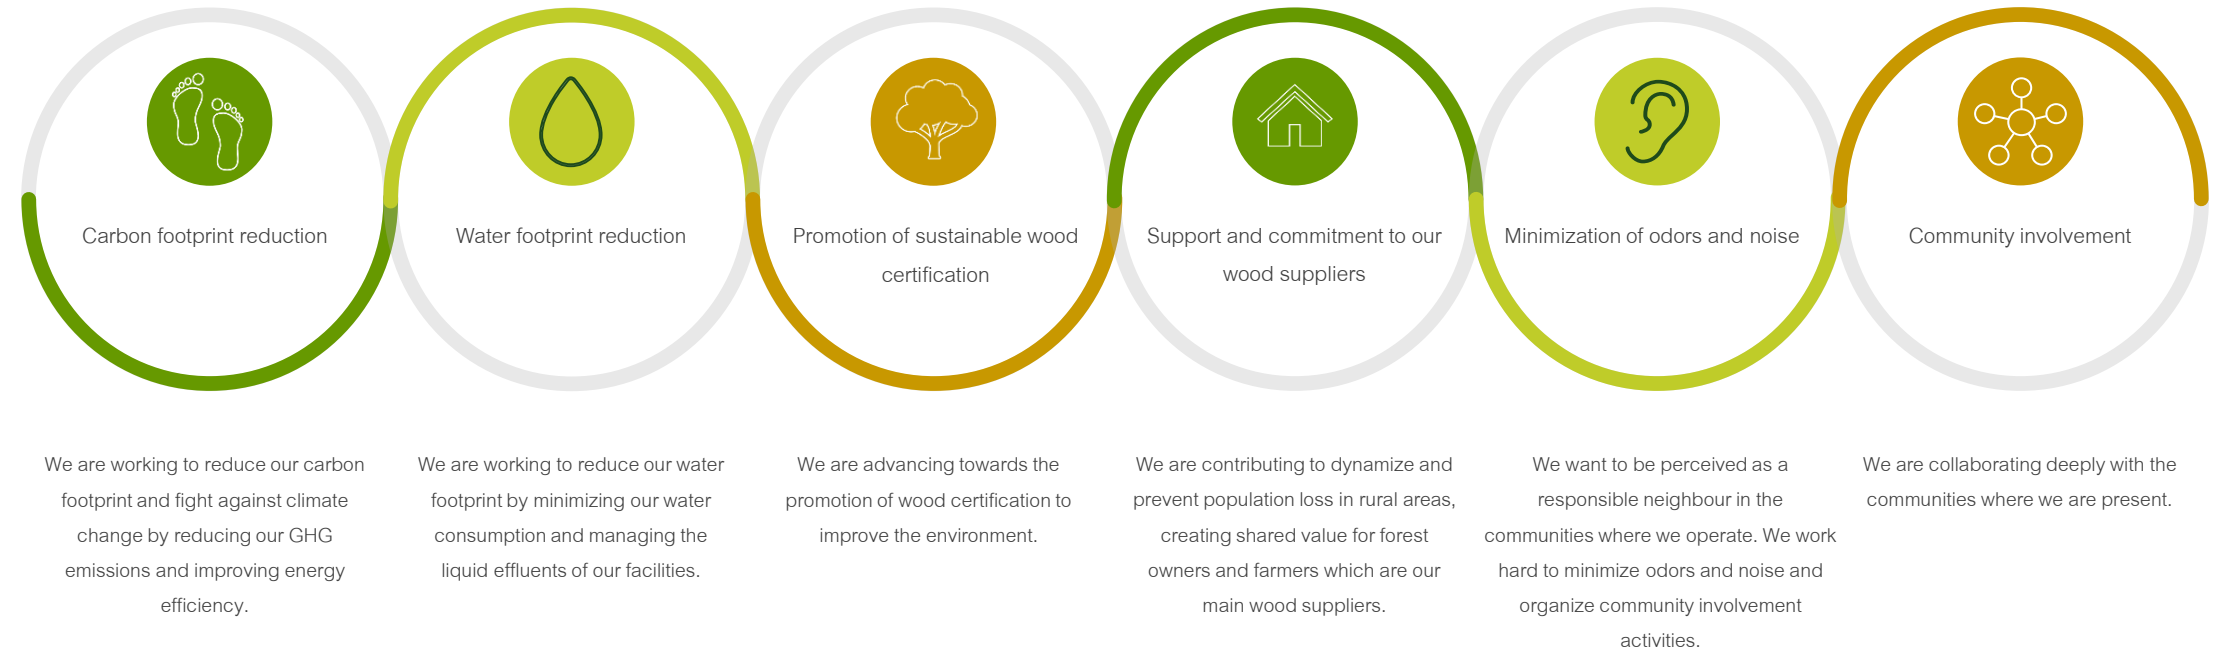 Carbon footprint reduction
Water footprint reduction
Promotion of sustainable wood
certification
Support and commitment to our
wood suppliers
Minimization of odors and noise
Community involvement
We are working to reduce our carbon
footprint and fight against climate
change by reducing our GHG
emissions and improving energy
efficiency.
We are working to reduce our water
footprint by minimizing our water
consumption and managing the
liquid effluents of our facilities.
We are advancing towards the
promotion of wood certification to
improve the environment.
We are contributing to dynamize and
prevent population loss in rural areas,
creating shared value for forest
owners and farmers which are our
main wood suppliers.
We want to be perceived as a
responsible neighbour in the
communities where we operate. We work
hard to minimize odors and noise and
organize community involvement
activities.
We are collaborating deeply with the
communities where we are present.